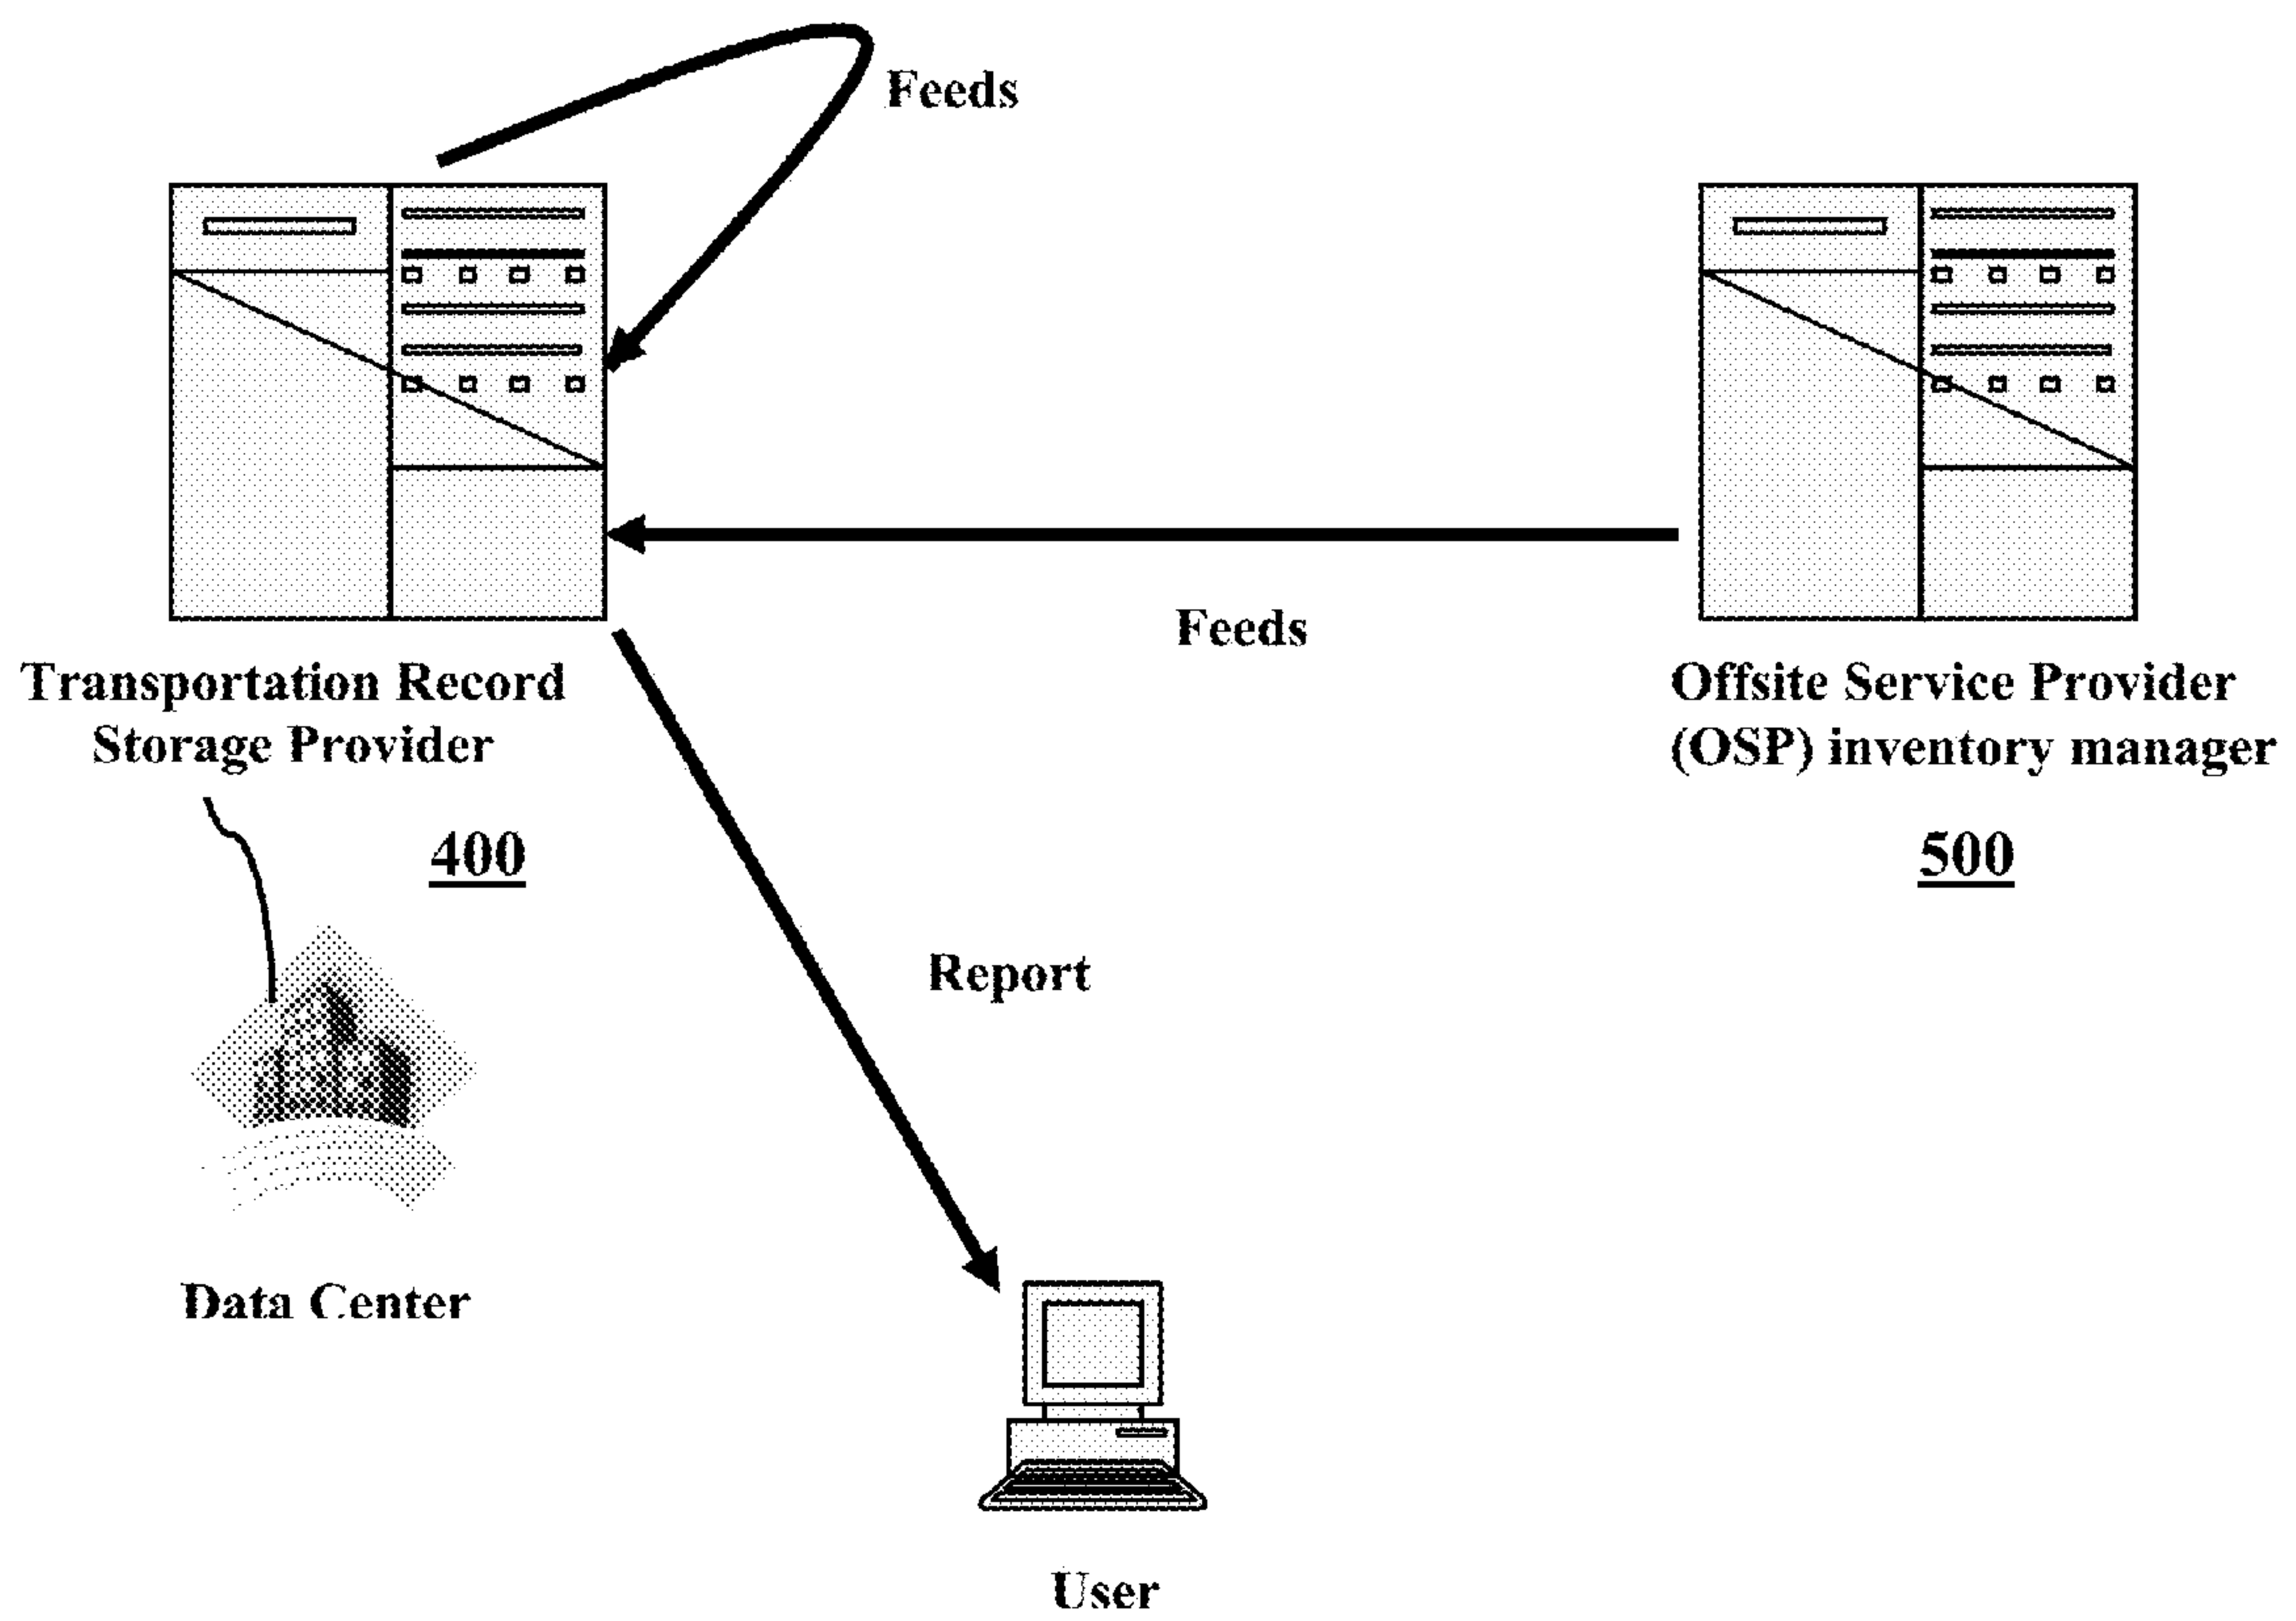 Feeds
Feeds
Transportation Record
Storage Provider
400
Offsite Service Provider
(OSP) inventory manager
500
Report
Data Center
User